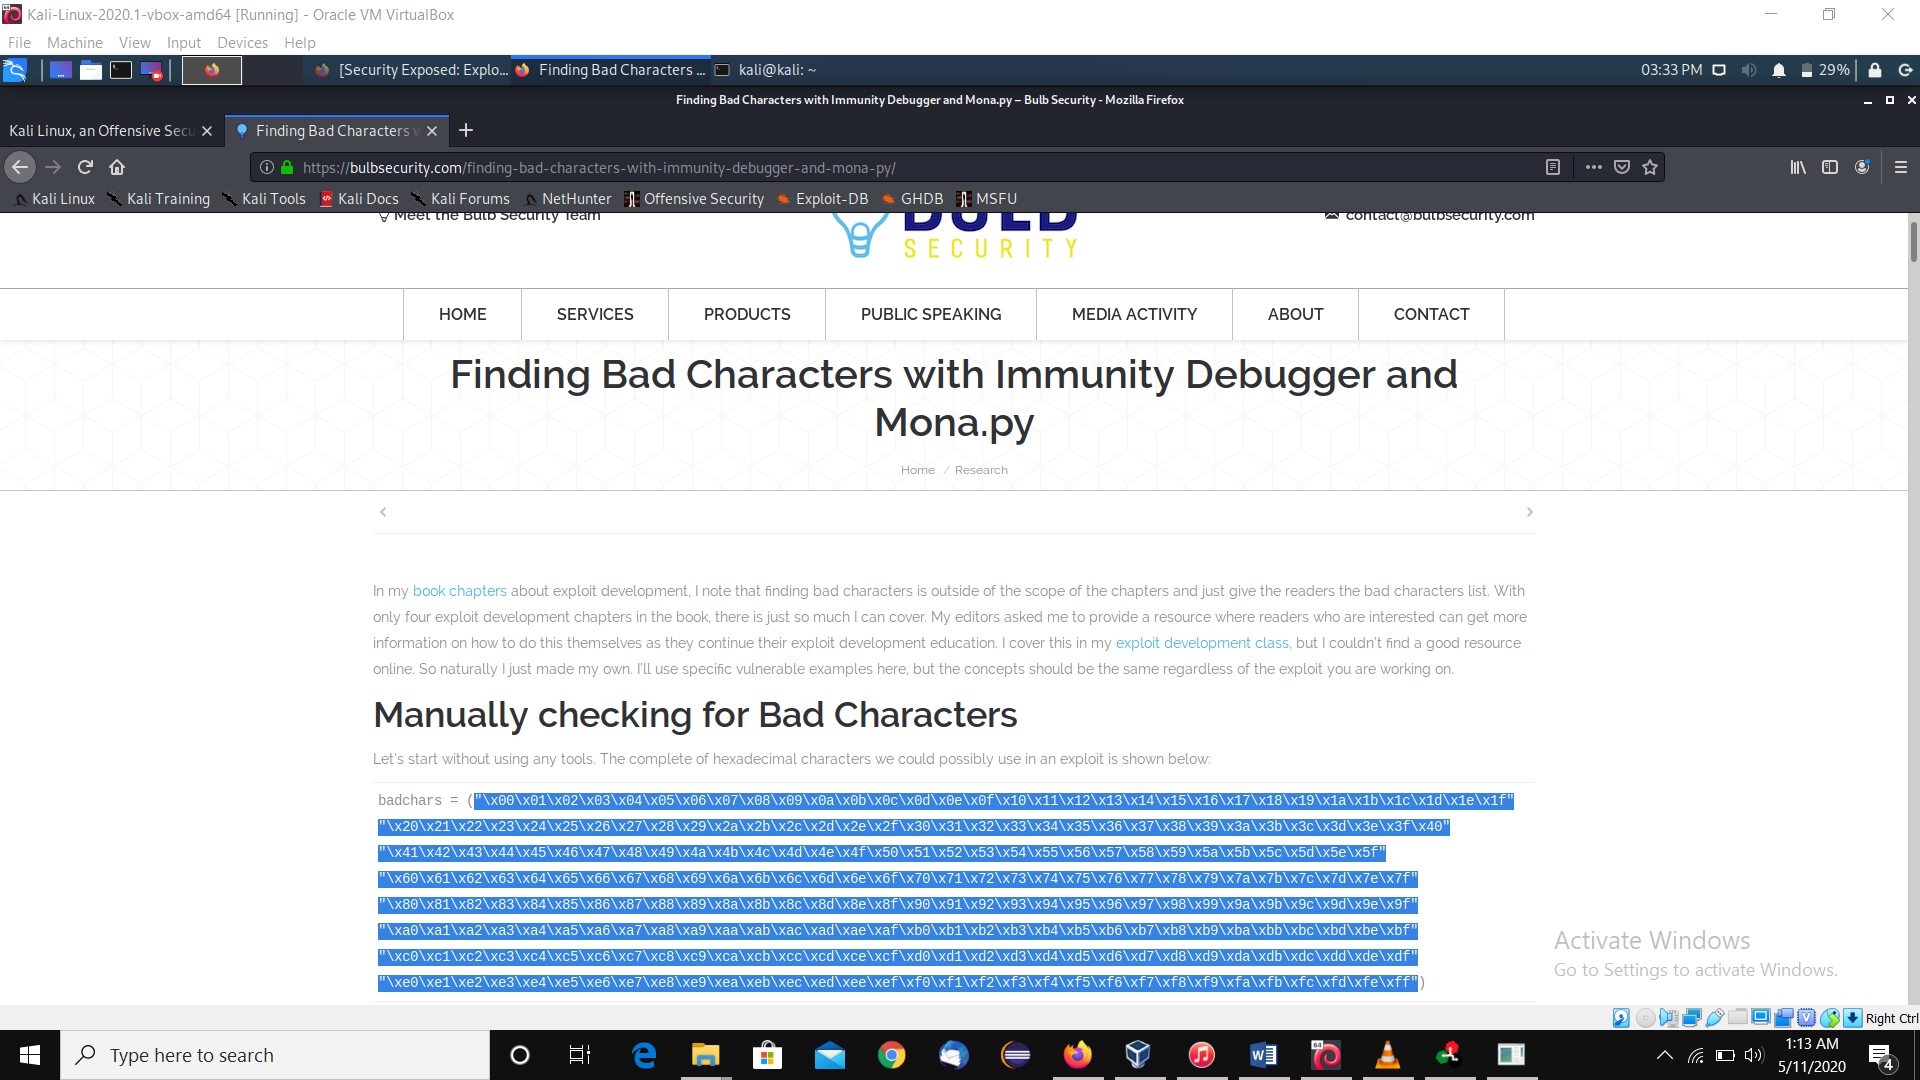 Kali-Linux-2020.1-vbox-amd64 [Running] - Oracle VM VirtualBox
File Machine View Input Devices Help
[Security Exposed: Explo... Finding Bad Characters ... kali@kali: ~ 03:33 PM 29%
Finding Bad Characters with Immunity Debugger and Mona.py – Bulb Security - Mozilla Firefox
Kali Linux, an Offensive Secu Finding Bad Characters w
https://bulbsecurity.com/finding-bad-characters-with-immunity-debugger-and-mona-py/
Kali Linux Kali Training Kali Tools Kali Docs Kali Forums NetHunter Offensive Security Exploit-DB GHDB MSFU
Meet the Bulb Security Team BULB contact@bulbsecurity.com
SECURITY
HOME SERVICES PRODUCTS PUBLIC SPEAKING MEDIA ACTIVITY ABOUT CONTACT
Finding Bad Characters with Immunity Debugger and
Mona.py
Home / Research
In my book chapters about exploit development, I note that finding bad characters is outside of the scope of the chapters and just give the readers the bad characters list. With
only four exploit development chapters in the book, there is just so much I can cover. My editors asked me to provide a resource where readers who are interested can get more
information on how to do this themselves as they continue their exploit development education. I cover this in my exploit development class, but I couldn't find a good resource
online. So naturally I just made my own. I'll use specific vulnerable examples here, but the concepts should be the same regardless of the exploit you are working on.
Manually checking for Bad Characters
Let's start without using any tools. The complete of hexadecimal characters we could possibly use in an exploit is shown below:
badchars = ("\x00\x01\x02\x03\x04\x05\x06\x07\x08\x09\x0a\x0b\x0c\x0d\x0e\x0f\x10\x11\x12\x13\x14\x15\x16\x17\x18\x19\x1a\x1b\x1c\x1d\x1e\x1f"
"\x20\x21\x22\x23\x24\x25\x26\x27\x28\x29\x2a\x2b\x2c\x2d\x2e\x2f\x30\x31\x32\x33\x34\x35\x36\x37\x38\x39\x3a\x3b\x3c\x3d\x3e\x3f\x40"
"\x41\x42\x43\x44\x45\x46\x47\x48\x49\x4a\x4b\x4c\x4d\x4e\x4f\x50\x51\x52\x53\x54\x55\x56\x57\x58\x59\x5a\x5b\x5c\x5d\x5e\x5f"
"\x60\x61\x62\x63\x64\x65\x66\x67\x68\x69\x6a\x6b\x6c\x6d\x6e\x6f\x70\x71\x72\x73\x74\x75\x76\x77\x78\x79\x7a\x7b\x7c\x7d\x7e\x7f"
"\x80\x81\x82\x83\x84\x85\x86\x87\x88\x89\x8a\x8b\x8c\x8d\x8e\x8f\x90\x91\x92\x93\x94\x95\x96\x97\x98\x99\x9a\x9b\x9c\x9d\x9e\x9f"
"\xa0\xa1\xa2\xa3\xa4\xa5\xa6\xa7\xa8\xa9\xaa\xab\xac\xad\xae\xaf\xb0\xb1\xb2\xb3\xb4\xb5\xb6\xb7\xb8\xb9\xba\xbb\xbc\xbd\xbe\xbf"
"\xc0\xc1\xc2\xc3\xc4\xc5\xc6\xc7\xc8\xc9\xca\xcb\xcc\xcd\xce\xcf\xd0\xd1\xd2\xd3\xd4\xd5\xd6\xd7\xd8\xd9\xda\xdb\xdc\xdd\xde\xdf"
"\xe0\xe1\xe2\xe3\xe4\xe5\xe6\xe7\xe8\xe9\xea\xeb\xec\xed\xee\xef\xf0\xf1\xf2\xf3\xf4\xf5\xf6\xf7\xf8\xf9\xfa\xfb\xfc\xfd\xfe\xff")
Activate Windows
Go to Settings to activate Windows.
Right Ctrl
Type here to search
1:13 AM
5/11/2020
4